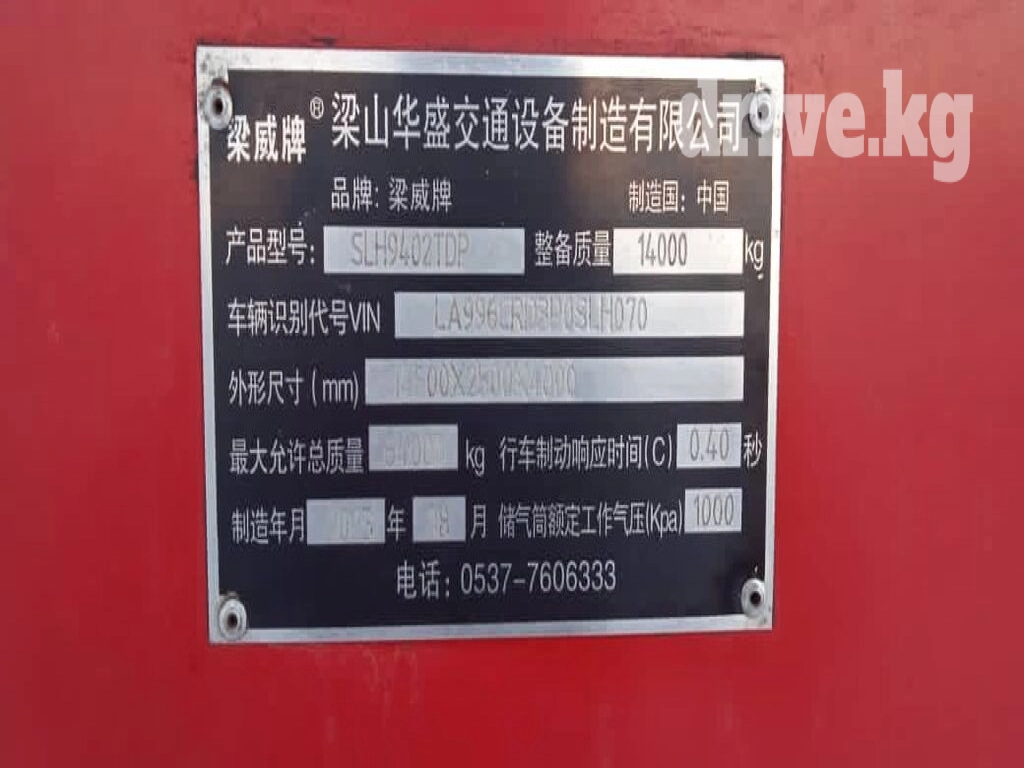 drive.kg
梁威牌® 梁山华盛交通设备制造有限公司
品牌: 梁威牌 制造国: 中国
产品型号: SLH9402TDP 整备质量 14000 kg
车辆识别代号VIN
外形尺寸(mm)
最大允许总质量 kg 行车制动响应时间(C) 0.40 秒
制造年月 年 月 储气筒额定工作气压(Kpa) 1000
电话: 0537-7606333